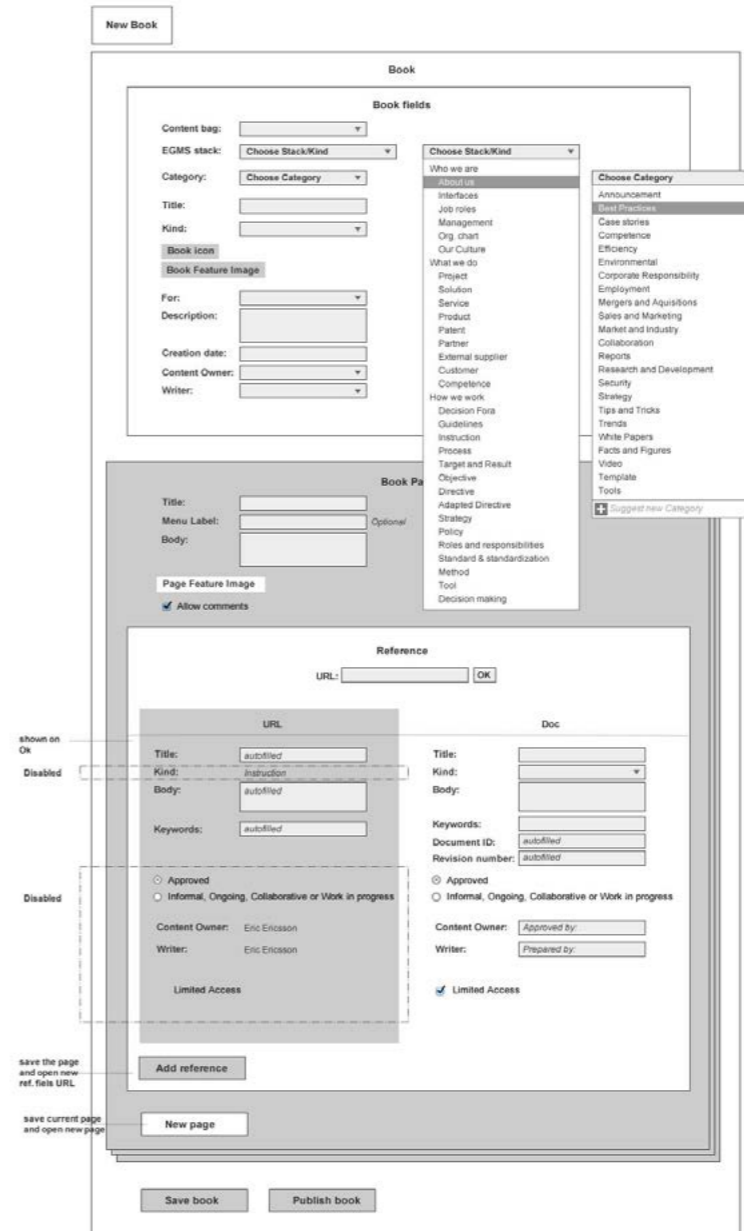 New Book
Book
Book fields
Content bag:
EGMS stack: Choose Stack/Kind
Category: Choose Category
Title:
Kind:
Book icon
Book Feature Image
For:
Description:
Creation date:
Content Owner:
Writer:
Choose Stack/Kind
Who we are
About us
Interfaces
Job roles
Management
Org. chart
Our Culture
What we do
Project
Solution
Service
Product
Patent
Partner
External supplier
Customer
Competence
How we work
Decision Fora
Guidelines
Instruction
Process
Target and Result
Objective
Directive
Adapted Directive
Strategy
Policy
Roles and responsibilities
Standard & standardization
Method
Tool
Decision making
Choose Category
Announcement
Best Practices
Case stories
Competence
Efficiency
Environmental
Corporate Responsibility
Employment
Mergers and Aquisitions
Sales and Marketing
Market and Industry
Collaboration
Reports
Research and Development
Security
Strategy
Tips and Tricks
Trends
White Papers
Facts and Figures
Video
Template
Tools
Suggest new Category
Book Pa
Title:
Menu Label: Optional
Body:
Page Feature Image
Allow comments
Reference
URL: OK
URL
shown on
Ok
Title: autofilled
Disabled
Kind: Instruction
Body: autofilled
Keywords: autofilled
Disabled
Approved
Informal, Ongoing, Collaborative or Work in progress
Content Owner: Eric Ericsson
Writer: Eric Ericsson
Limited Access
Doc
Title:
Kind:
Body:
Keywords:
Document ID: autofilled
Revision number: autofilled
Approved
Informal, Ongoing, Collaborative or Work in progress
Content Owner: Approved by:
Writer: Prepared by:
Limited Access
save the page
and open new
ref. fiels URL
Add reference
save current page
and open new page
New page
Save book
Publish book